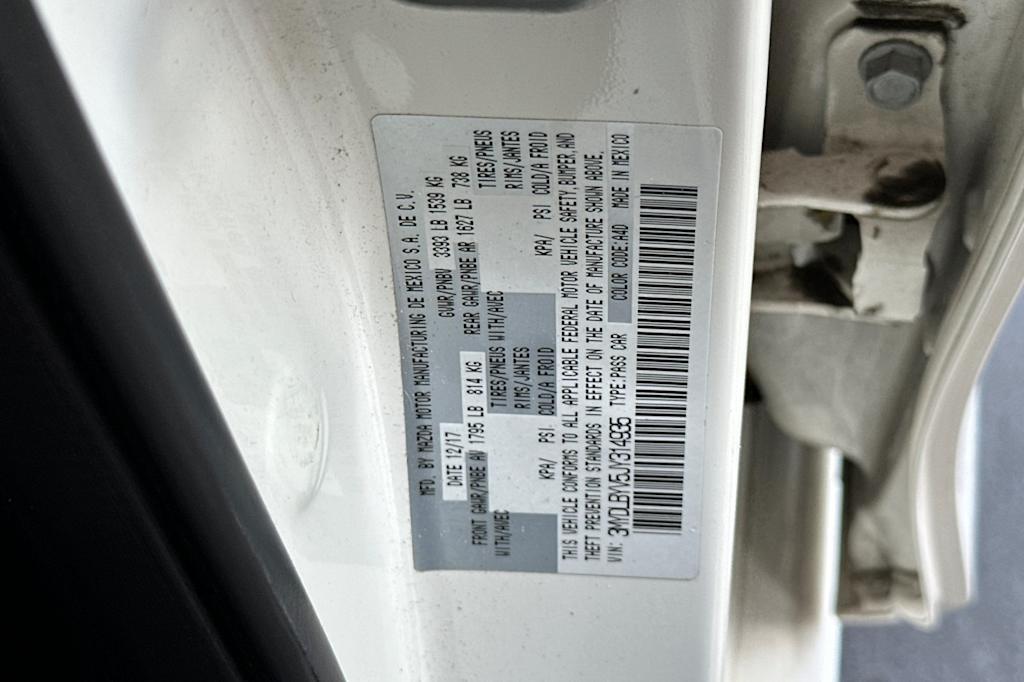 MFD. BY MAZDA MOTOR MANUFACTURING DE MEXICO S.A. DE C.V.
DATE 12/17 GVWR/PNBV 3393 LB 1539 KG
FRONT GAWR/PNBE AV 1795 LB 814 KG REAR GAWR/PNBE AR 1627 LB 738 KG
WITH/AVEC TIRES/PNEUS WITH/AVEC TIRES/PNEUS
RIMS/JANTES RIMS/JANTES
KPA/ PSI COLD/A FROID KPA/ PSI COLD/A FROID
THIS VEHICLE CONFORMS TO ALL APPLICABLE FEDERAL MOTOR VEHICLE SAFETY, BUMPER, AND
THEFT PREVENTION STANDARDS IN EFFECT ON THE DATE OF MANUFACTURE SHOWN ABOVE.
VIN: 3MYDLBYV5JY314935 TYPE:PASS CAR COLOR CODE:A4D MADE IN MEXICO